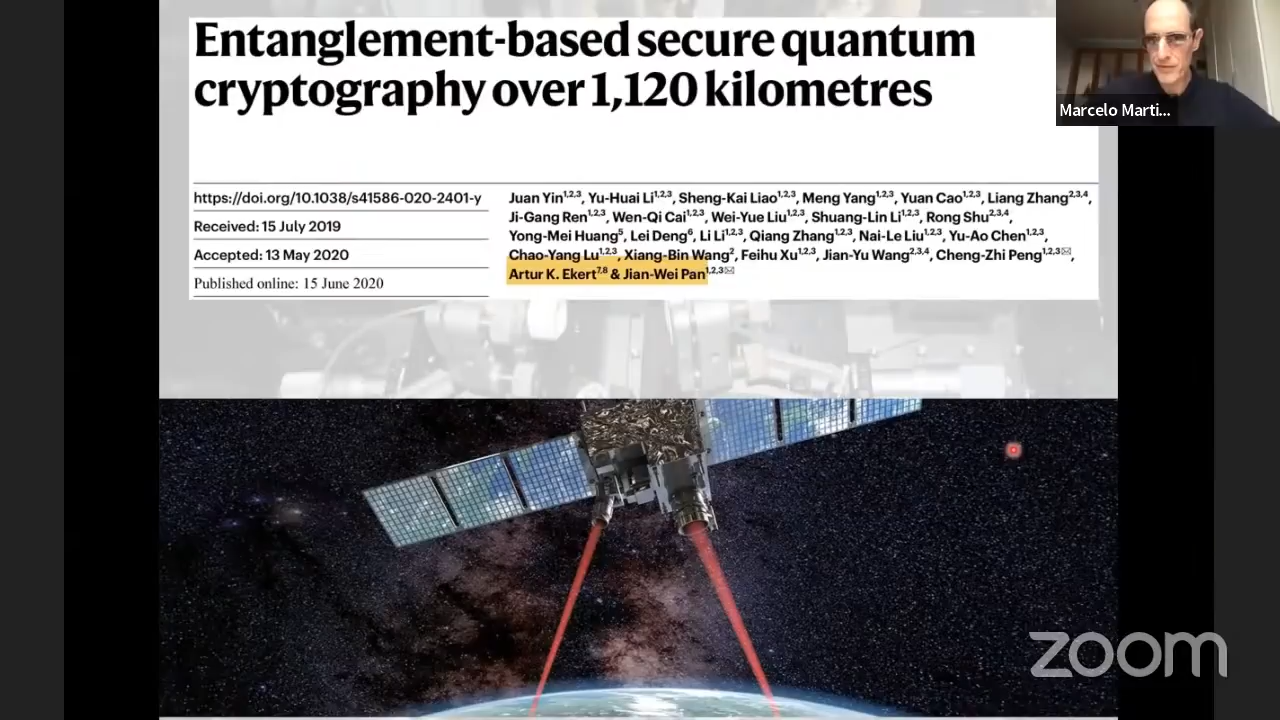 Entanglement-based secure quantum
cryptography over 1,120 kilometres
Marcelo Marti...
https://doi.org/10.1038/s41586-020-2401-y
Received: 15 July 2019
Accepted: 13 May 2020
Published online: 15 June 2020
Juan Yin1,2,3, Yu-Huai Li1,2,3, Sheng-Kai Liao1,2,3, Meng Yang1,2,3, Yuan Cao1,2,3, Liang Zhang2,3,4,
Ji-Gang Ren1,2,3, Wen-Qi Cai1,2,3, Wei-Yue Liu1,2,3, Shuang-Lin Li1,2,3, Rong Shu2,3,4,
Yong-Mei Huang5, Lei Deng6, Li Li1,2,3, Qiang Zhang1,2,3, Nai-Le Liu1,2,3, Yu-Ao Chen1,2,3,
Chao-Yang Lu1,2,3, Xiang-Bin Wang2, Feihu Xu1,2,3, Jian-Yu Wang2,3,4, Cheng-Zhi Peng1,2,3✉,
Artur K. Ekert7,8 & Jian-Wei Pan1,2,3✉
zoom